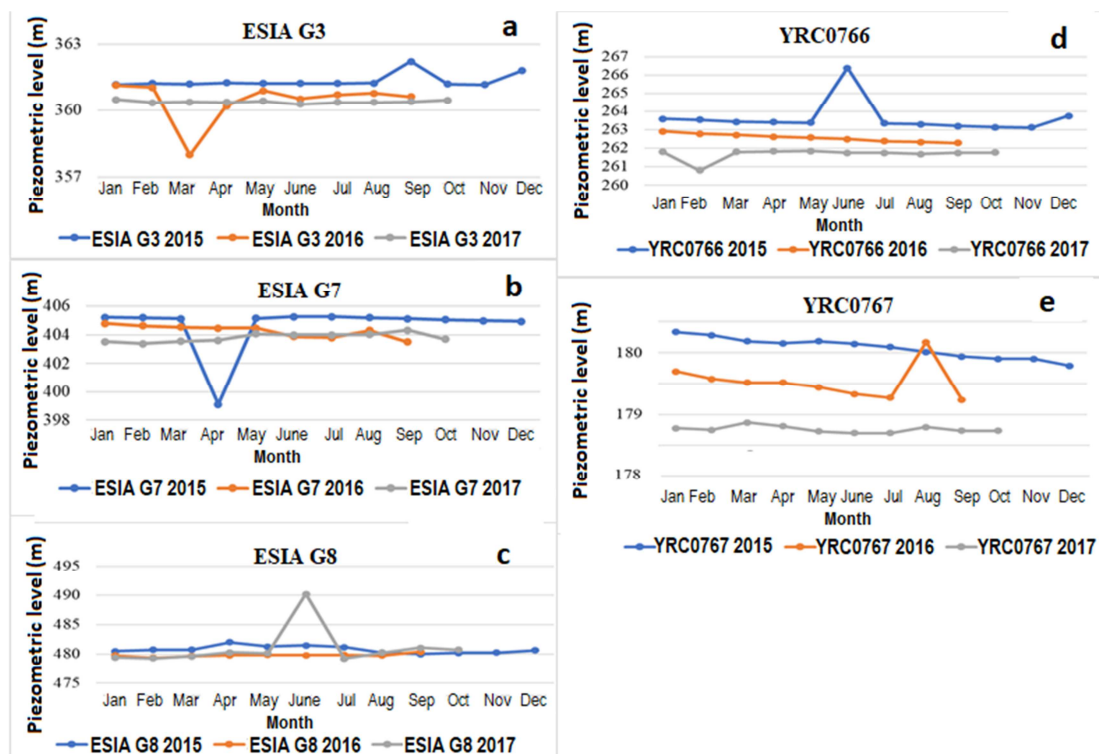 ESIA G3
a
Piezometric level (m)
363
360
357
Jan Feb Mar Apr May June Jul Aug Sep Oct Nov Dec
Month
ESIA G3 2015 ESIA G3 2016 ESIA G3 2017
ESIA G7
b
Piezometric level (m)
406
404
402
400
398
Jan Feb Mar Apr May June Jul Aug Sep Oct Nov Dec
Month
ESIA G7 2015 ESIA G7 2016 ESIA G7 2017
ESIA G8
c
Piezometric level (m)
495
490
485
480
475
Jan Feb Mar Apr May June Jul Aug Sep Oct Nov Dec
Month
ESIA G8 2015 ESIA G8 2016 ESIA G8 2017
YRC0766
d
Piezometric level (m)
267
266
265
264
263
262
261
260
Jan Feb Mar Apr May June Jul Aug Sep Oct Nov Dec
Month
YRC0766 2015 YRC0766 2016 YRC0766 2017
YRC0767
e
Piezometric level (m)
180
179
178
Jan Feb Mar Apr May June Jul Aug Sep Oct Nov Dec
Month
YRC0767 2015 YRC0767 2016 YRC0767 2017